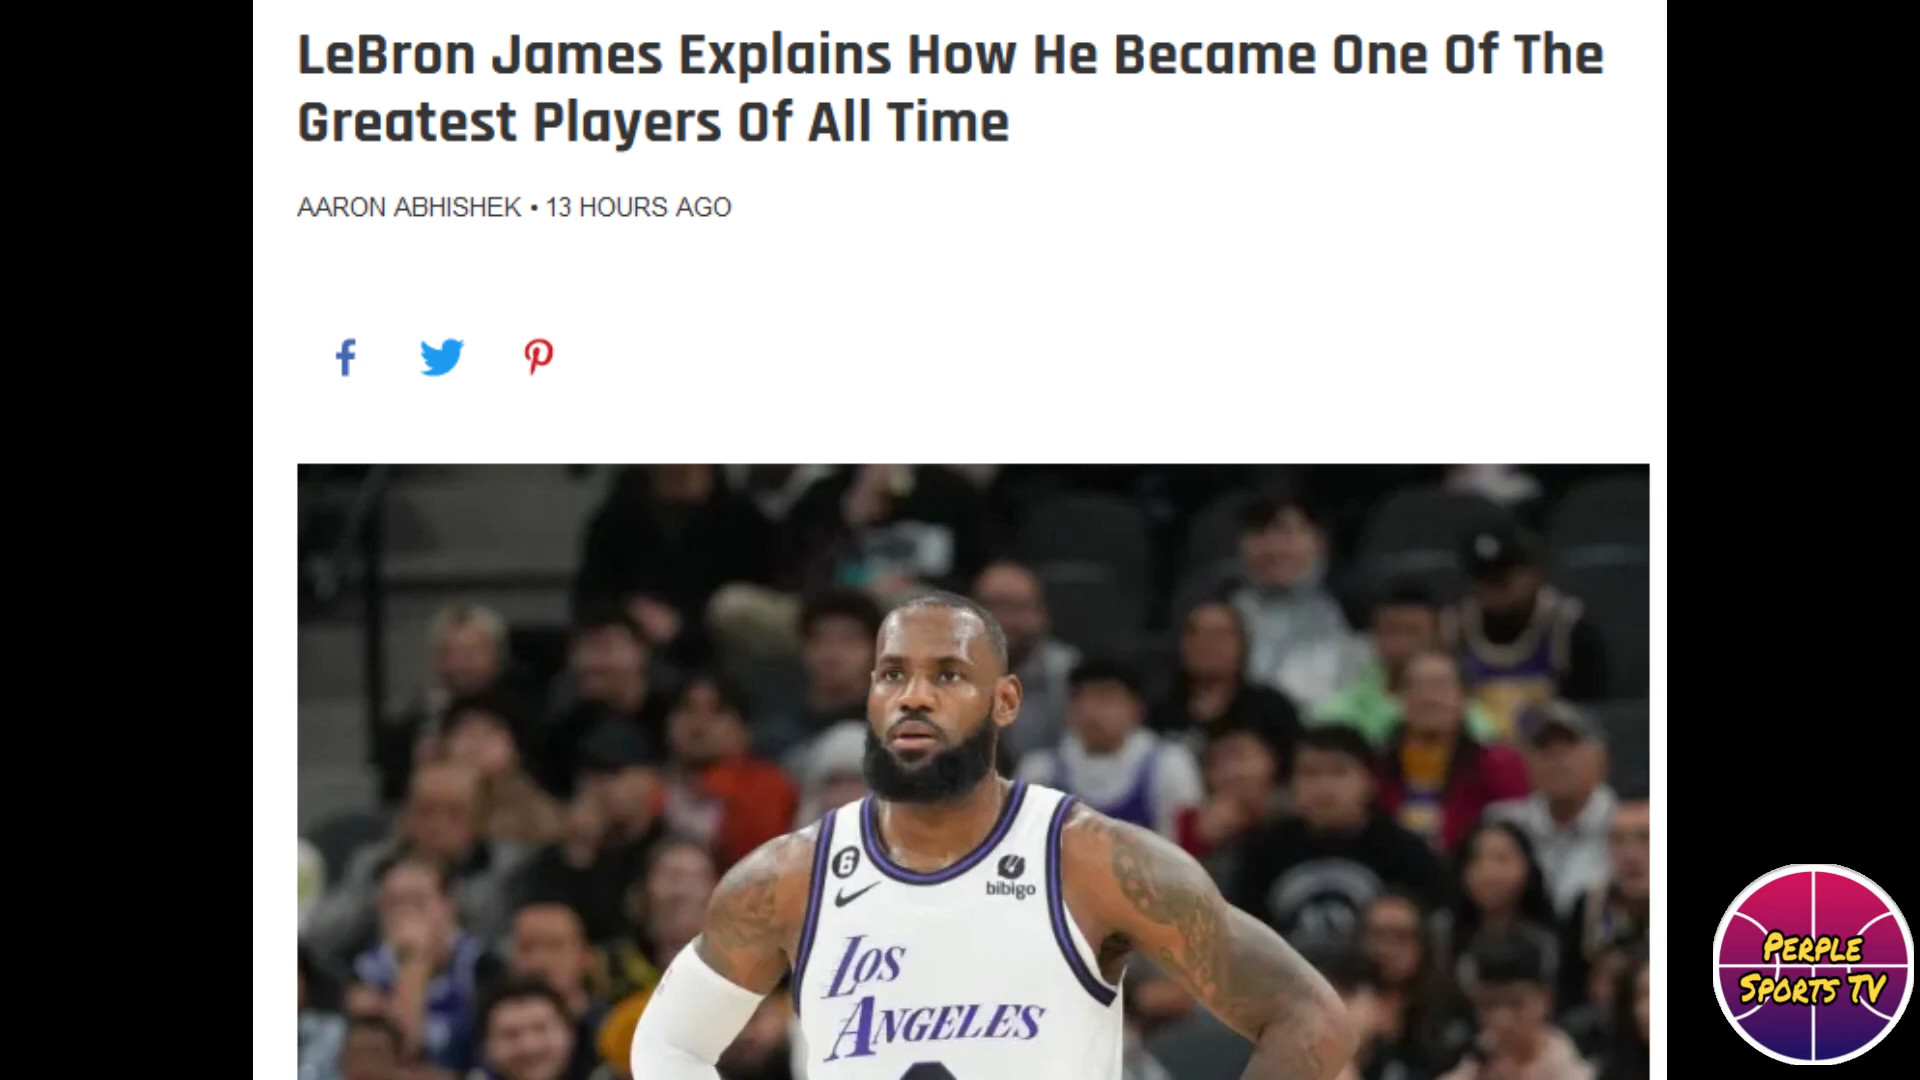 LeBron James Explains How He Became One Of The
Greatest Players Of All Time
AARON ABHISHEK • 13 HOURS AGO
6
bibigo
LOS
ANGELES
PERPLE
SPORTS TV